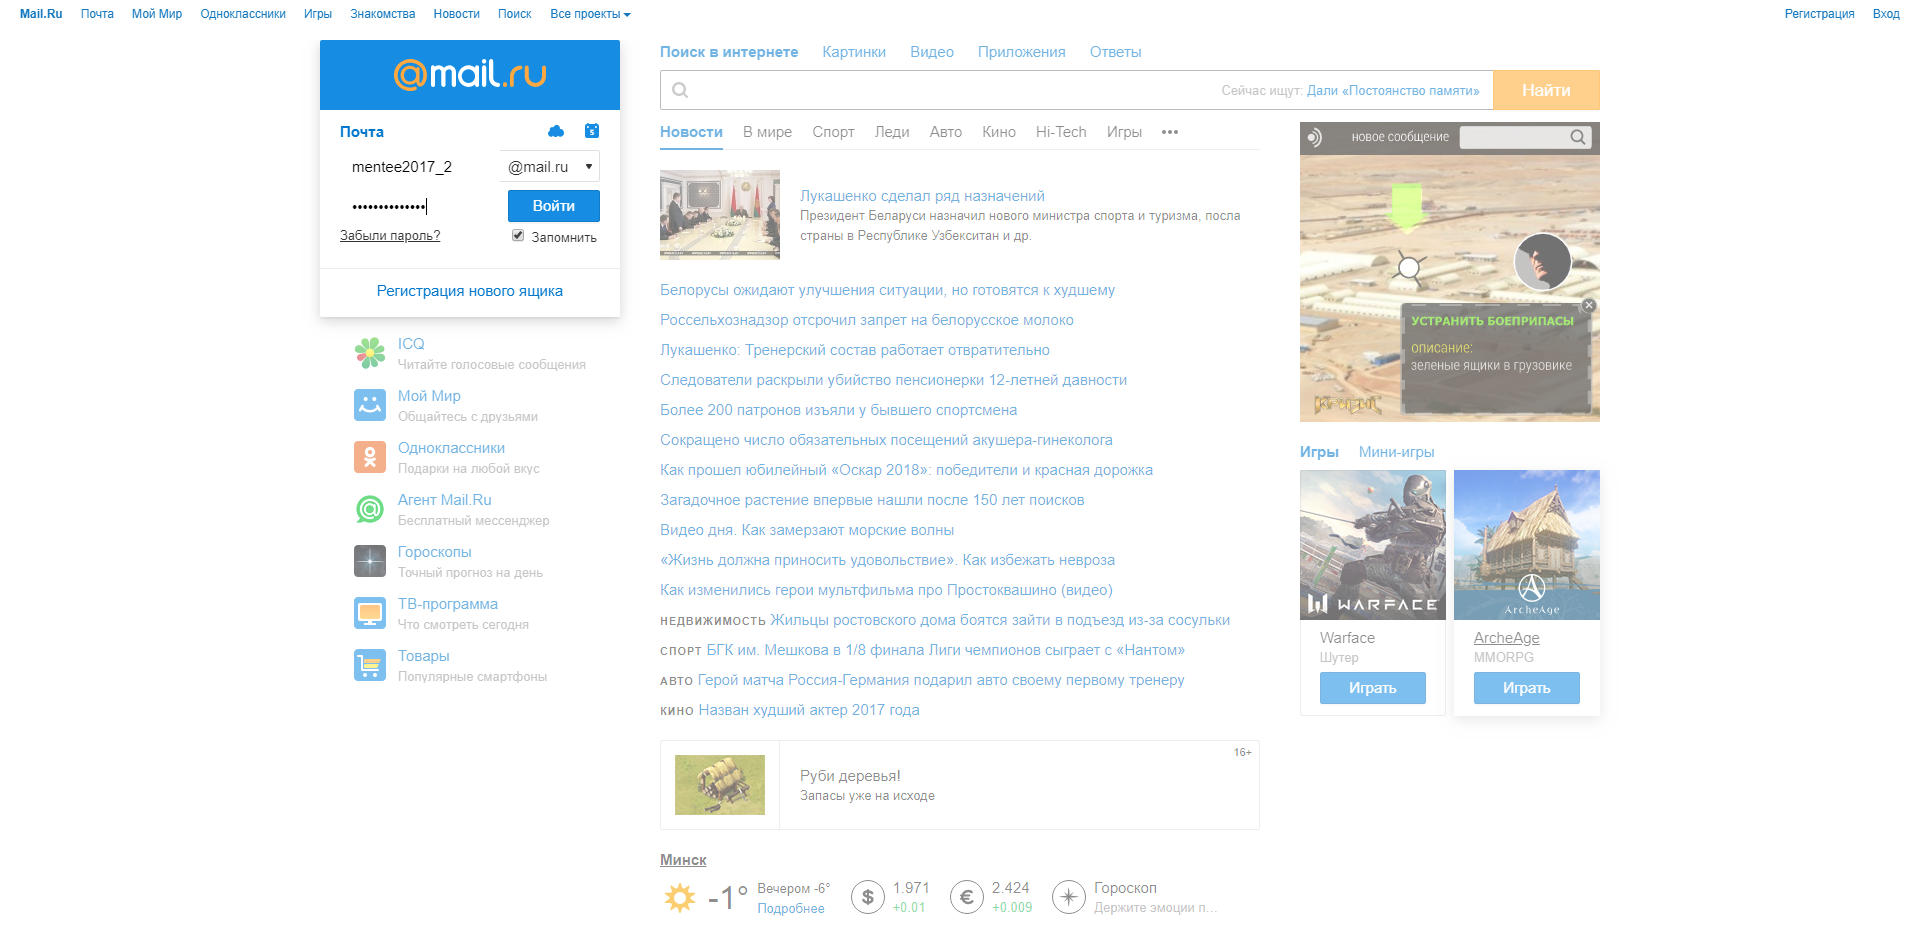 Mail.Ru Почта Мой Мир Одноклассники Игры Знакомства Новости Поиск Все проекты
Регистрация Вход
@mail.ru
Почта
mentee2017_2 @mail.ru
•••••••••••••• Войти
Забыли пароль? Запомнить
Регистрация нового ящика
ICQ
Читайте голосовые сообщения
Мой Мир
Общайтесь с друзьями
Одноклассники
Подарки на любой вкус
Агент Mail.Ru
Бесплатный мессенджер
Гороскопы
Точный прогноз на день
ТВ-программа
Что смотреть сегодня
Товары
Популярные смартфоны
Поиск в интернете Картинки Видео Приложения Ответы
Сейчас ищут: Дали «Постоянство памяти» Найти
Новости В мире Спорт Леди Авто Кино Hi-Tech Игры •••
Лукашенко сделал ряд назначений
Президент Беларуси назначил нового министра спорта и туризма, посла
страны в Республике Узбекситан и др.
Белорусы ожидают улучшения ситуации, но готовятся к худшему
Россельхознадзор отсрочил запрет на белорусское молоко
Лукашенко: Тренерский состав работает отвратительно
Следователи раскрыли убийство пенсионерки 12-летней давности
Более 200 патронов изъяли у бывшего спортсмена
Сокращено число обязательных посещений акушера-гинеколога
Как прошел юбилейный «Оскар 2018»: победители и красная дорожка
Загадочное растение впервые нашли после 150 лет поисков
Видео дня. Как замерзают морские волны
«Жизнь должна приносить удовольствие». Как избежать невроза
Как изменились герои мультфильма про Простоквашино (видео)
НЕДВИЖИМОСТЬ Жильцы ростовского дома боятся зайти в подъезд из-за сосульки
СПОРТ БГК им. Мешкова в 1/8 финала Лиги чемпионов сыграет с «Нантом»
АВТО Герой матча Россия-Германия подарил авто своему первому тренеру
КИНО Назван худший актер 2017 года
16+
Руби деревья!
Запасы уже на исходе
Минск
-1° Вечером -6°
Подробнее
$ 1.971
+0.01
€ 2.424
+0.009
Гороскоп
Держите эмоции п...
новое сообщение
УСТРАНИТЬ БОЕПРИПАСЫ
описание:
зеленые ящики в грузовике
Игры Мини-игры
WARFACE
Warface
Шутер
Играть
ArcheAge
ArcheAge
MMORPG
Играть